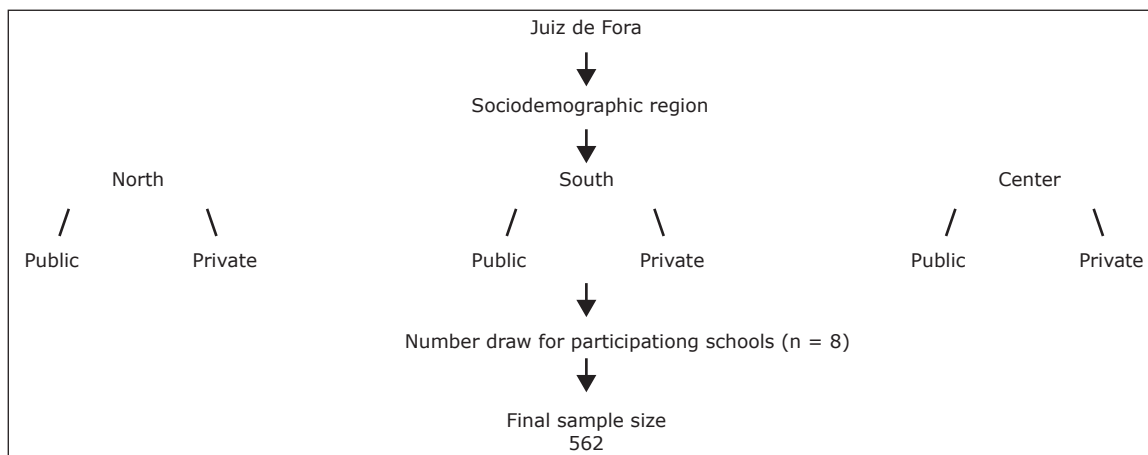 Juiz de Fora
Sociodemographic region
North South Center
Public Private Public Private Public Private
Number draw for participationg schools (n = 8)
Final sample size
562